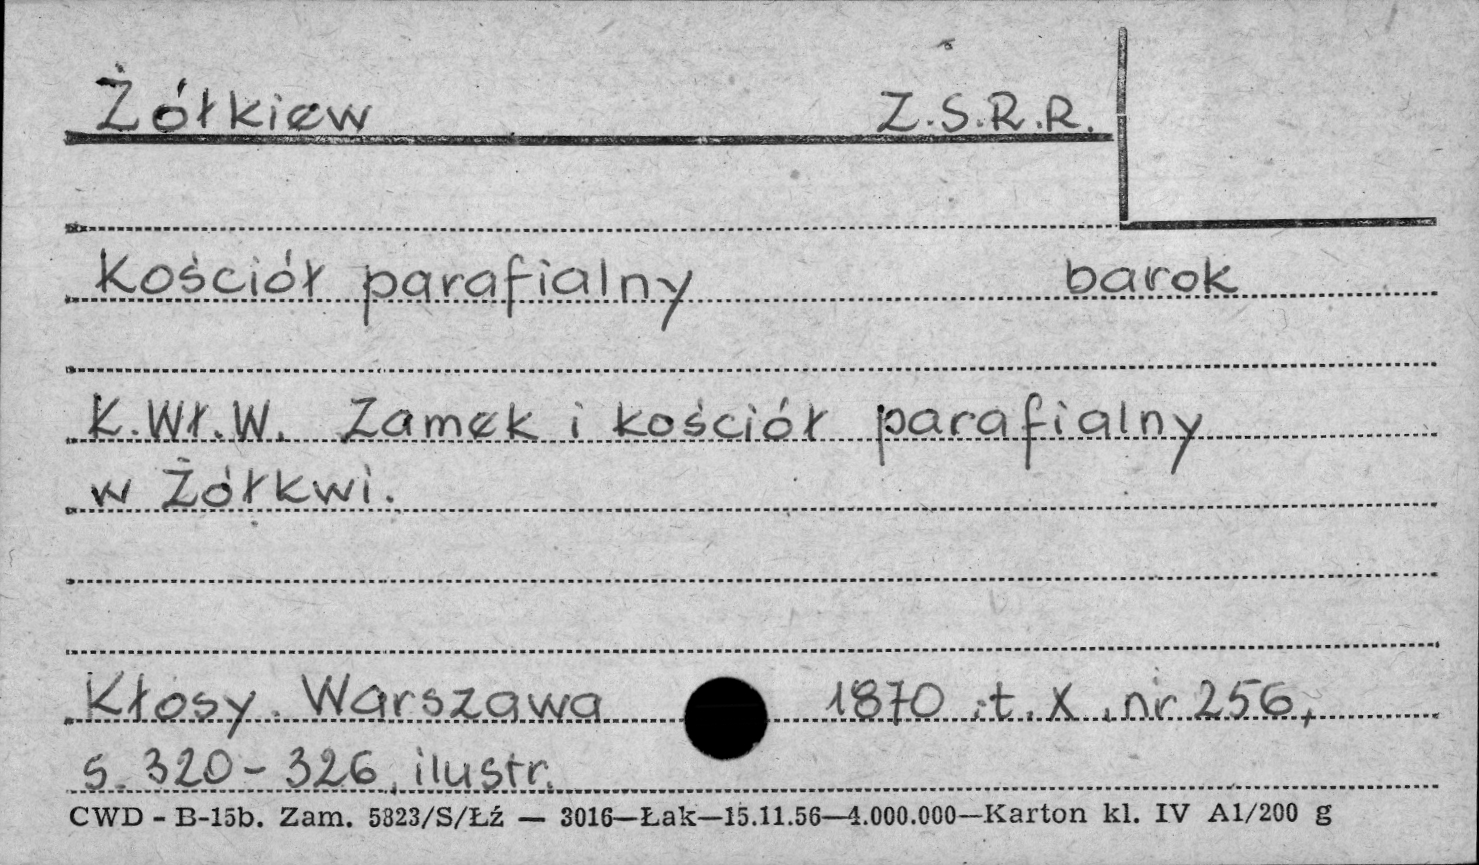 Żółkiew Z.S.R.R.
Kościół parafialny barok
K.Wł.W. Zamek i kościół parafialny
w Żółkwi.
Kłosy. Warszawa 1870, t. X, nr 256,
s. 320-326, ilustr.
CWD - B-15b. Zam. 5823/S/Łź — 3016—Łak—15.11.56—4.000.000—Karton kl. IV A1/200 g